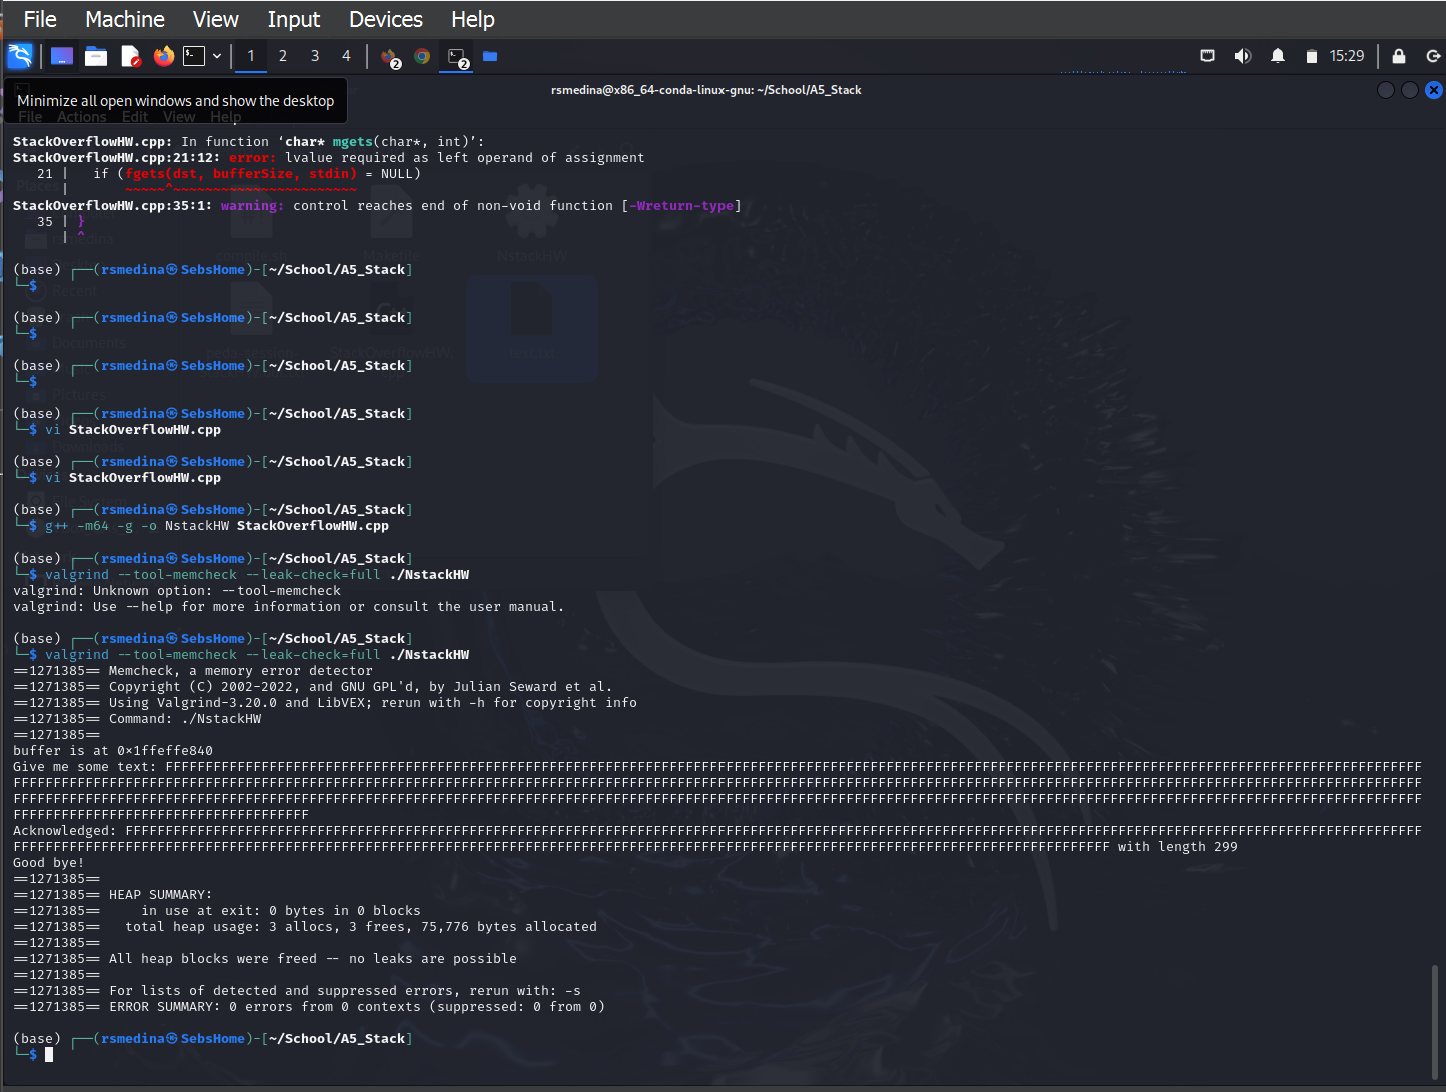 File Machine View Input Devices Help
1 2 3 4 2 2 15:29
Minimize all open windows and show the desktop
rsmedina@x86_64-conda-linux-gnu: ~/School/A5_Stack
File Actions Edit View Help
StackOverflowHW.cpp: In function ‘char* mgets(char*, int)’:
StackOverflowHW.cpp:21:12: error: lvalue required as left operand of assignment
21 | if (fgets(dst, bufferSize, stdin) = NULL)
| ~~~~~^~~~~~~~~~~~~~~~~~~~~~~~
StackOverflowHW.cpp:35:1: warning: control reaches end of non-void function [-Wreturn-type]
35 | }
| ^
(base) ┌──(rsmedina㉿SebsHome)-[~/School/A5_Stack]
└─$
(base) ┌──(rsmedina㉿SebsHome)-[~/School/A5_Stack]
└─$
(base) ┌──(rsmedina㉿SebsHome)-[~/School/A5_Stack]
└─$
(base) ┌──(rsmedina㉿SebsHome)-[~/School/A5_Stack]
└─$ vi StackOverflowHW.cpp
(base) ┌──(rsmedina㉿SebsHome)-[~/School/A5_Stack]
└─$ vi StackOverflowHW.cpp
(base) ┌──(rsmedina㉿SebsHome)-[~/School/A5_Stack]
└─$ g++ -m64 -g -o NstackHW StackOverflowHW.cpp
(base) ┌──(rsmedina㉿SebsHome)-[~/School/A5_Stack]
└─$ valgrind --tool-memcheck --leak-check=full ./NstackHW
valgrind: Unknown option: --tool-memcheck
valgrind: Use --help for more information or consult the user manual.
(base) ┌──(rsmedina㉿SebsHome)-[~/School/A5_Stack]
└─$ valgrind --tool=memcheck --leak-check=full ./NstackHW
==1271385== Memcheck, a memory error detector
==1271385== Copyright (C) 2002-2022, and GNU GPL'd, by Julian Seward et al.
==1271385== Using Valgrind-3.20.0 and LibVEX; rerun with -h for copyright info
==1271385== Command: ./NstackHW
==1271385==
buffer is at 0×1ffeffe840
Give me some text:
Acknowledged:
with length 299
Good bye!
==1271385==
==1271385== HEAP SUMMARY:
==1271385== in use at exit: 0 bytes in 0 blocks
==1271385== total heap usage: 3 allocs, 3 frees, 75,776 bytes allocated
==1271385==
==1271385== All heap blocks were freed -- no leaks are possible
==1271385==
==1271385== For lists of detected and suppressed errors, rerun with: -s
==1271385== ERROR SUMMARY: 0 errors from 0 contexts (suppressed: 0 from 0)
(base) ┌──(rsmedina㉿SebsHome)-[~/School/A5_Stack]
└─$